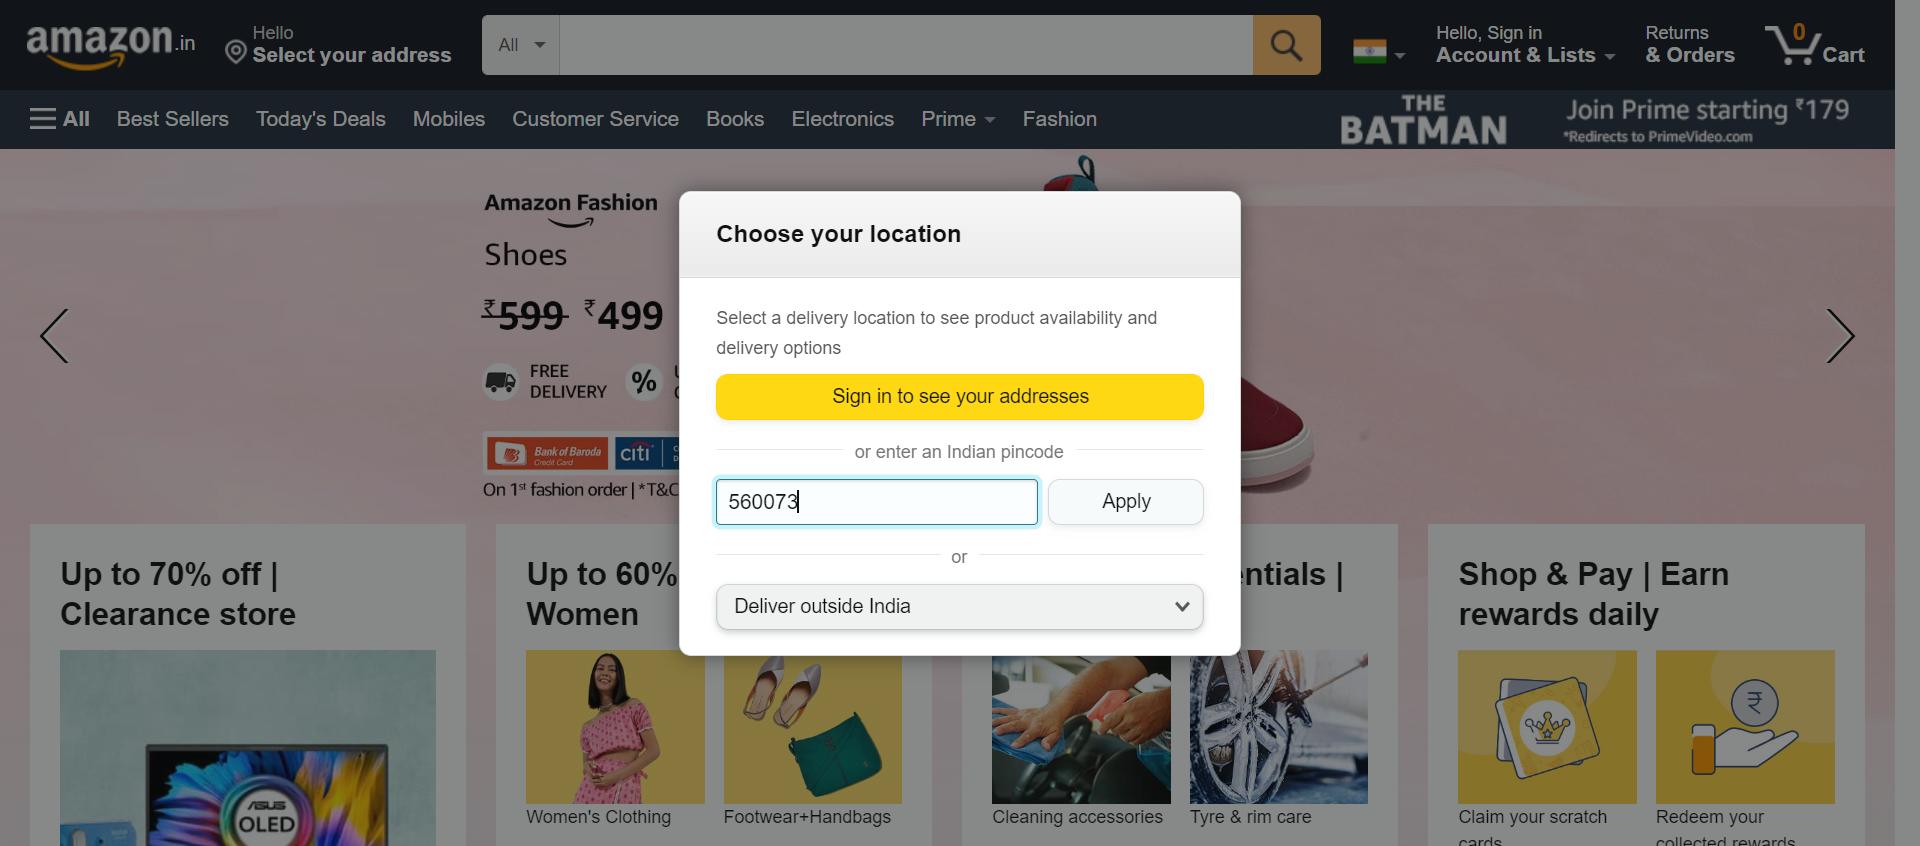 amazon.in
Hello
Select your address
All
Hello, Sign in
Account & Lists
Returns
& Orders
0
Cart
All
Best Sellers
Today's Deals
Mobiles
Customer Service
Books
Electronics
Prime
Fashion
THE
BATMAN
Join Prime starting ₹179
*Redirects to PrimeVideo.com
Amazon Fashion
Shoes
₹599 ₹499
FREE
DELIVERY
%
Bank of Baroda
Credit Card
citi
On 1st fashion order | *T&C
Choose your location
Select a delivery location to see product availability and
delivery options
Sign in to see your addresses
or enter an Indian pincode
560073
Apply
or
Deliver outside India
Up to 70% off |
Clearance store
ASUS
OLED
Up to 60%
Women
Women's Clothing
Footwear+Handbags
entials |
Cleaning accessories
Tyre & rim care
Shop & Pay | Earn
rewards daily
₹
Claim your scratch
cards
Redeem your
collected rewards